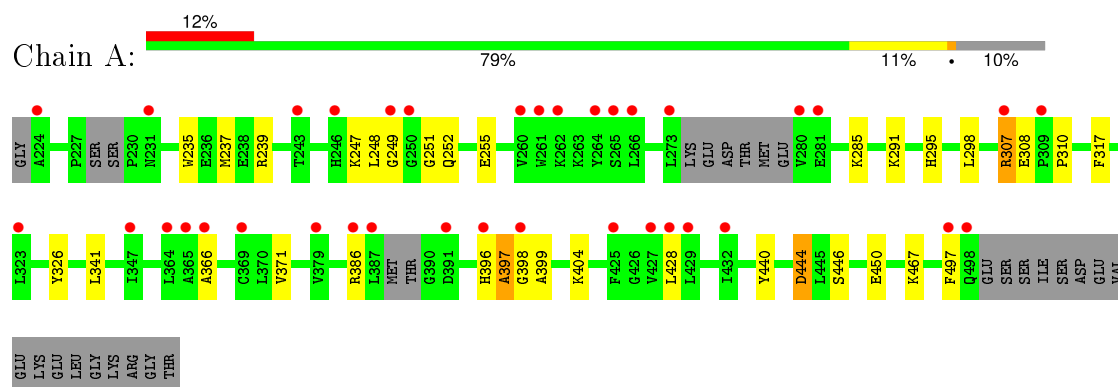 12%
Chain A:
79% 11% • 10%
GLY A224 P227 SER SER P230 N231 W235 E236 M237 E238 R239 T243 H246 K247 L248 G249 G250 G251 Q252 E255 V260 W261 K262 K263 Y264 S265 L266 L273 LYS GLU ASP THR MET GLU V280 E281 K285 K291 H295 L298 R307 E308 P309 P310 F317
L323 Y326 L341 I347 L364 A365 A366 C369 L370 V371 V379 R386 L387 MET THR G390 D391 H396 A397 G398 A399 K404 F425 G426 V427 L428 L429 I432 Y440 D444 L445 S446 E450 K467 F497 Q498 GLU SER SER ILE SER ASP GLU VAL
GLU LYS GLU LEU GLY LYS ARG GLY THR